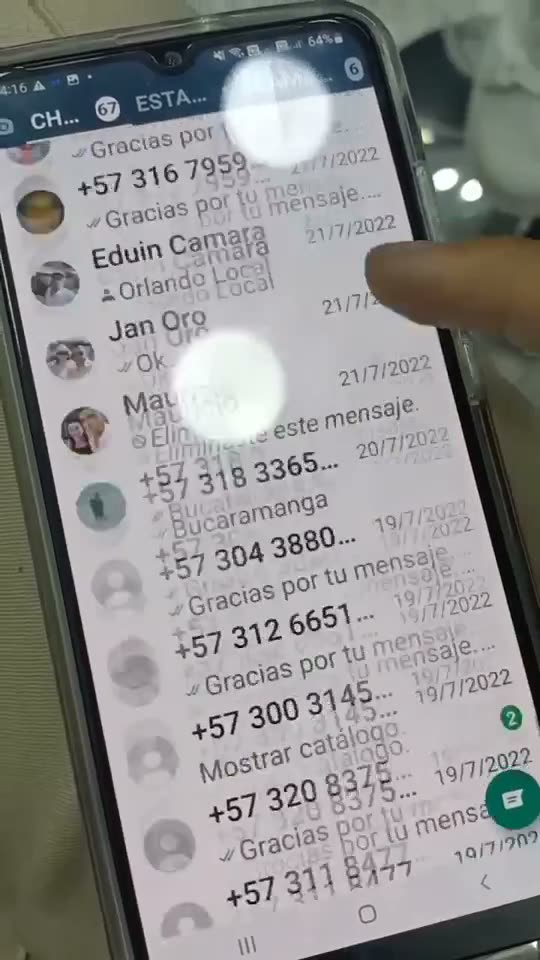 4:16 64%
CH... 67 ESTA... 6
Gracias por
+57 316 7959... 21/7/2022
Gracias por tu mensaje....
Eduin Camara 21/7/2022
Orlando Local
Jan Oro 21/7/
Ok
Mau
21/7/2022
este mensaje.
+57 318 3365... 20/7/2022
Bucaramanga
+57 304 3880... 19/7/2022
Gracias por tu mensaje....
+57 312 6651... 19/7/2022
Gracias por tu mensaje....
+57 300 3145... 19/7/2022
Mostrar catálogo. 2
+57 320 8375... 19/7/2022
Gracias por tu mensa
+57 311 8477 19/7/202